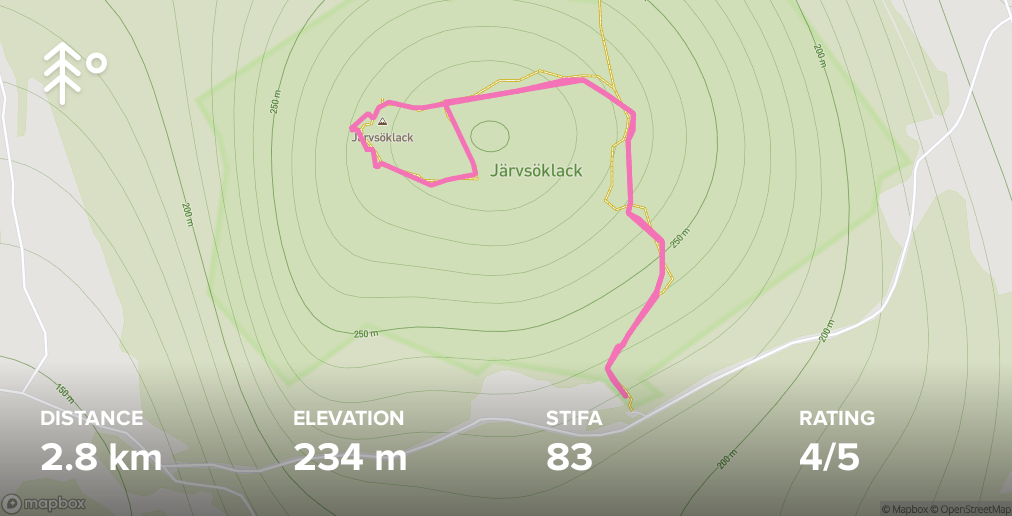 200 m
250 m
Järvsöklack
Järvsöklack
200 m
250 m
250 m
200 m
150 m
200 m
DISTANCE ELEVATION STIFA RATING
2.8 km 234 m 83 4/5
mapbox
© Mapbox © OpenStreetMap